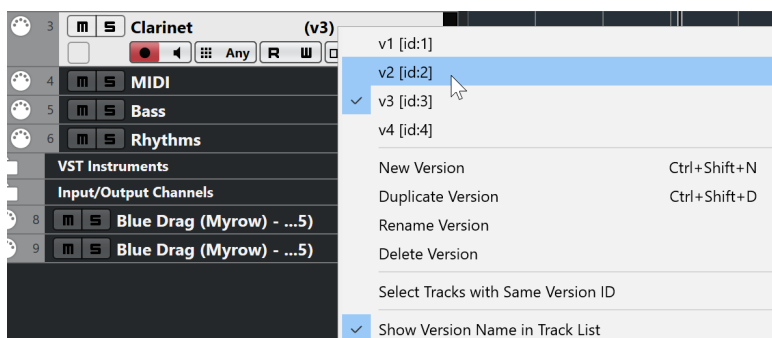 3 m S Clarinet (v3)
Any R W
4 m S MIDI
5 m S Bass
6 m S Rhythms
VST Instruments
Input/Output Channels
8 m S Blue Drag (Myrow) - ...5)
9 m S Blue Drag (Myrow) - ...5)
v1 [id:1]
v2 [id:2]
v3 [id:3]
v4 [id:4]
New Version Ctrl+Shift+N
Duplicate Version Ctrl+Shift+D
Rename Version
Delete Version
Select Tracks with Same Version ID
Show Version Name in Track List